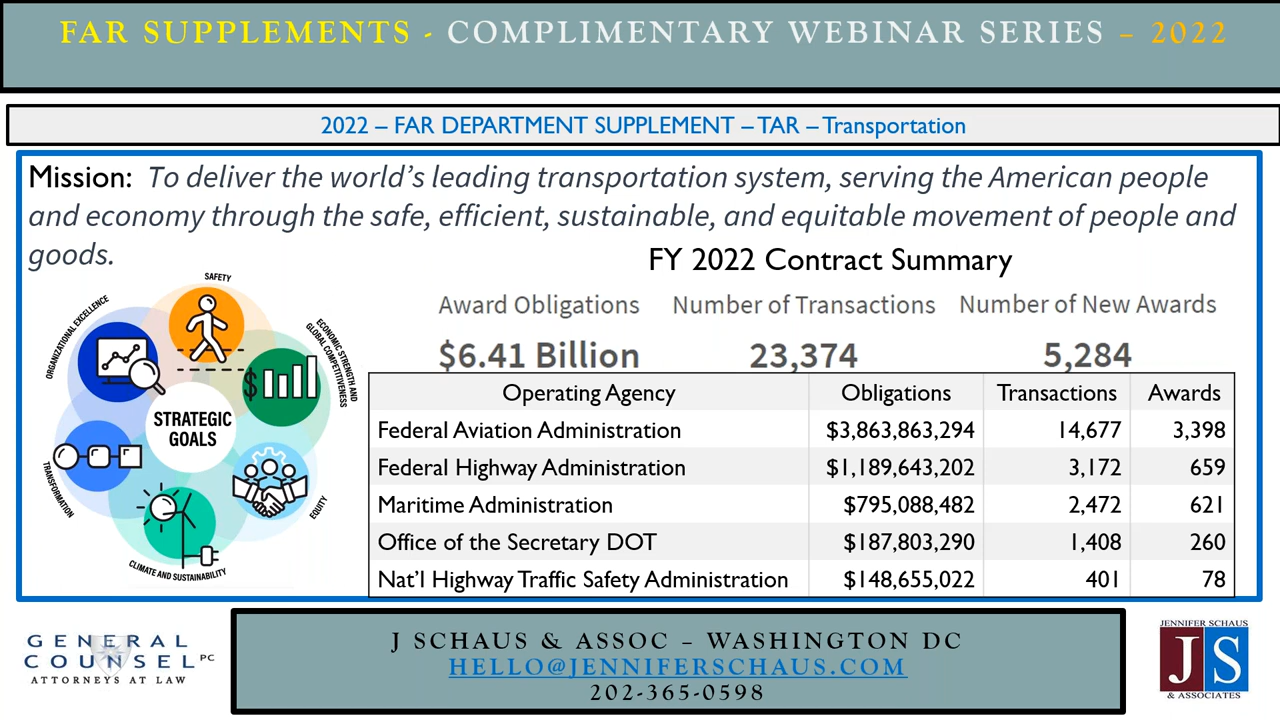 FAR SUPPLEMENTS - COMPLIMENTARY WEBINAR SERIES – 2022
2022 – FAR DEPARTMENT SUPPLEMENT – TAR – Transportation
Mission: To deliver the world's leading transportation system, serving the American people
and economy through the safe, efficient, sustainable, and equitable movement of people and
goods.
SAFETY
ORGANIZATIONAL EXCELLENCE
ECONOMIC STRENGTH AND
GLOBAL COMPETITIVENESS
$
STRATEGIC
GOALS
TRANSFORMATION
EQUITY
CLIMATE AND SUSTAINABILITY
FY 2022 Contract Summary
Award Obligations Number of Transactions Number of New Awards
$6.41 Billion 23,374 5,284
Operating Agency Obligations Transactions Awards
Federal Aviation Administration $3,863,863,294 14,677 3,398
Federal Highway Administration $1,189,643,202 3,172 659
Maritime Administration $795,088,482 2,472 621
Office of the Secretary DOT $187,803,290 1,408 260
Nat'l Highway Traffic Safety Administration $148,655,022 401 78
GENERAL
COUNSEL PC
ATTORNEYS AT LAW
J SCHAUS & ASSOC – WASHINGTON DC
HELLO@JENNIFERSCHAUS.COM
202-365-0598
JENNIFER SCHAUS
J S
& ASSOCIATES